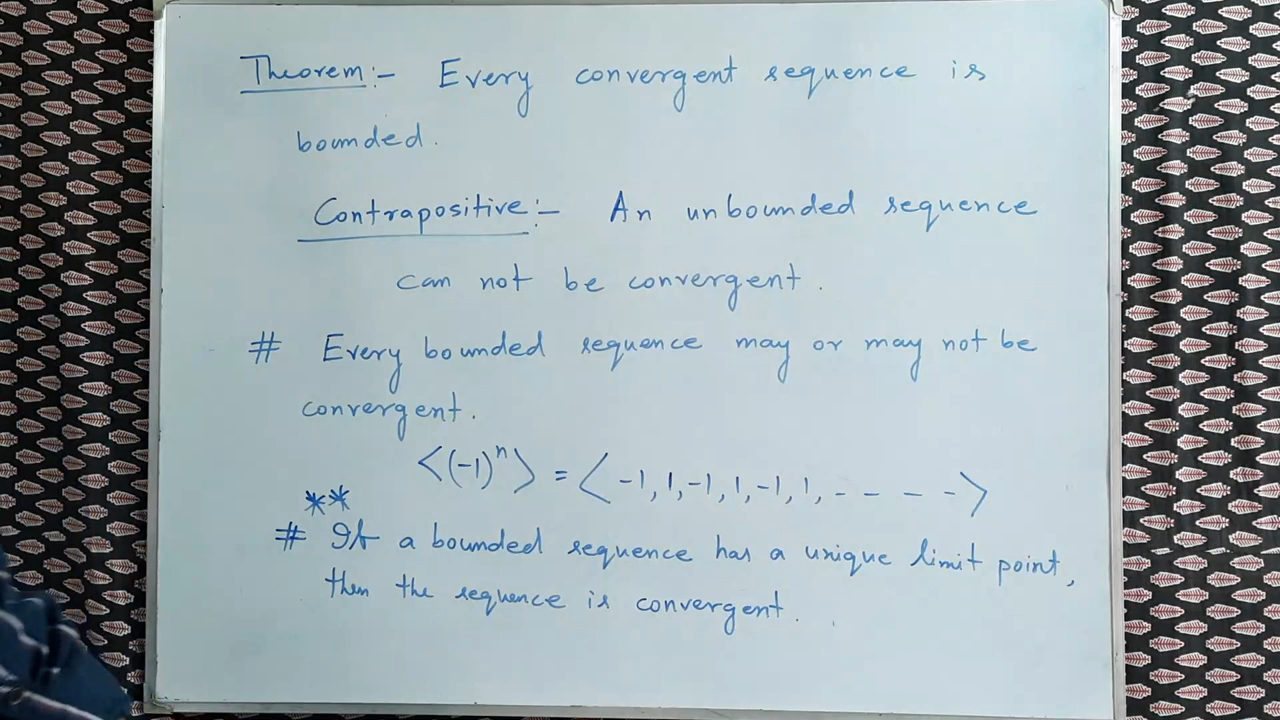 Theorem:- Every convergent sequence is
bounded.
Contrapositive:- An unbounded sequence
can not be convergent.
# Every bounded sequence may or may not be
convergent.
<(-1)ⁿ> = < -1, 1, -1, 1, -1, 1, - - - - >
**
# If a bounded sequence has a unique limit point,
then the sequence is convergent.